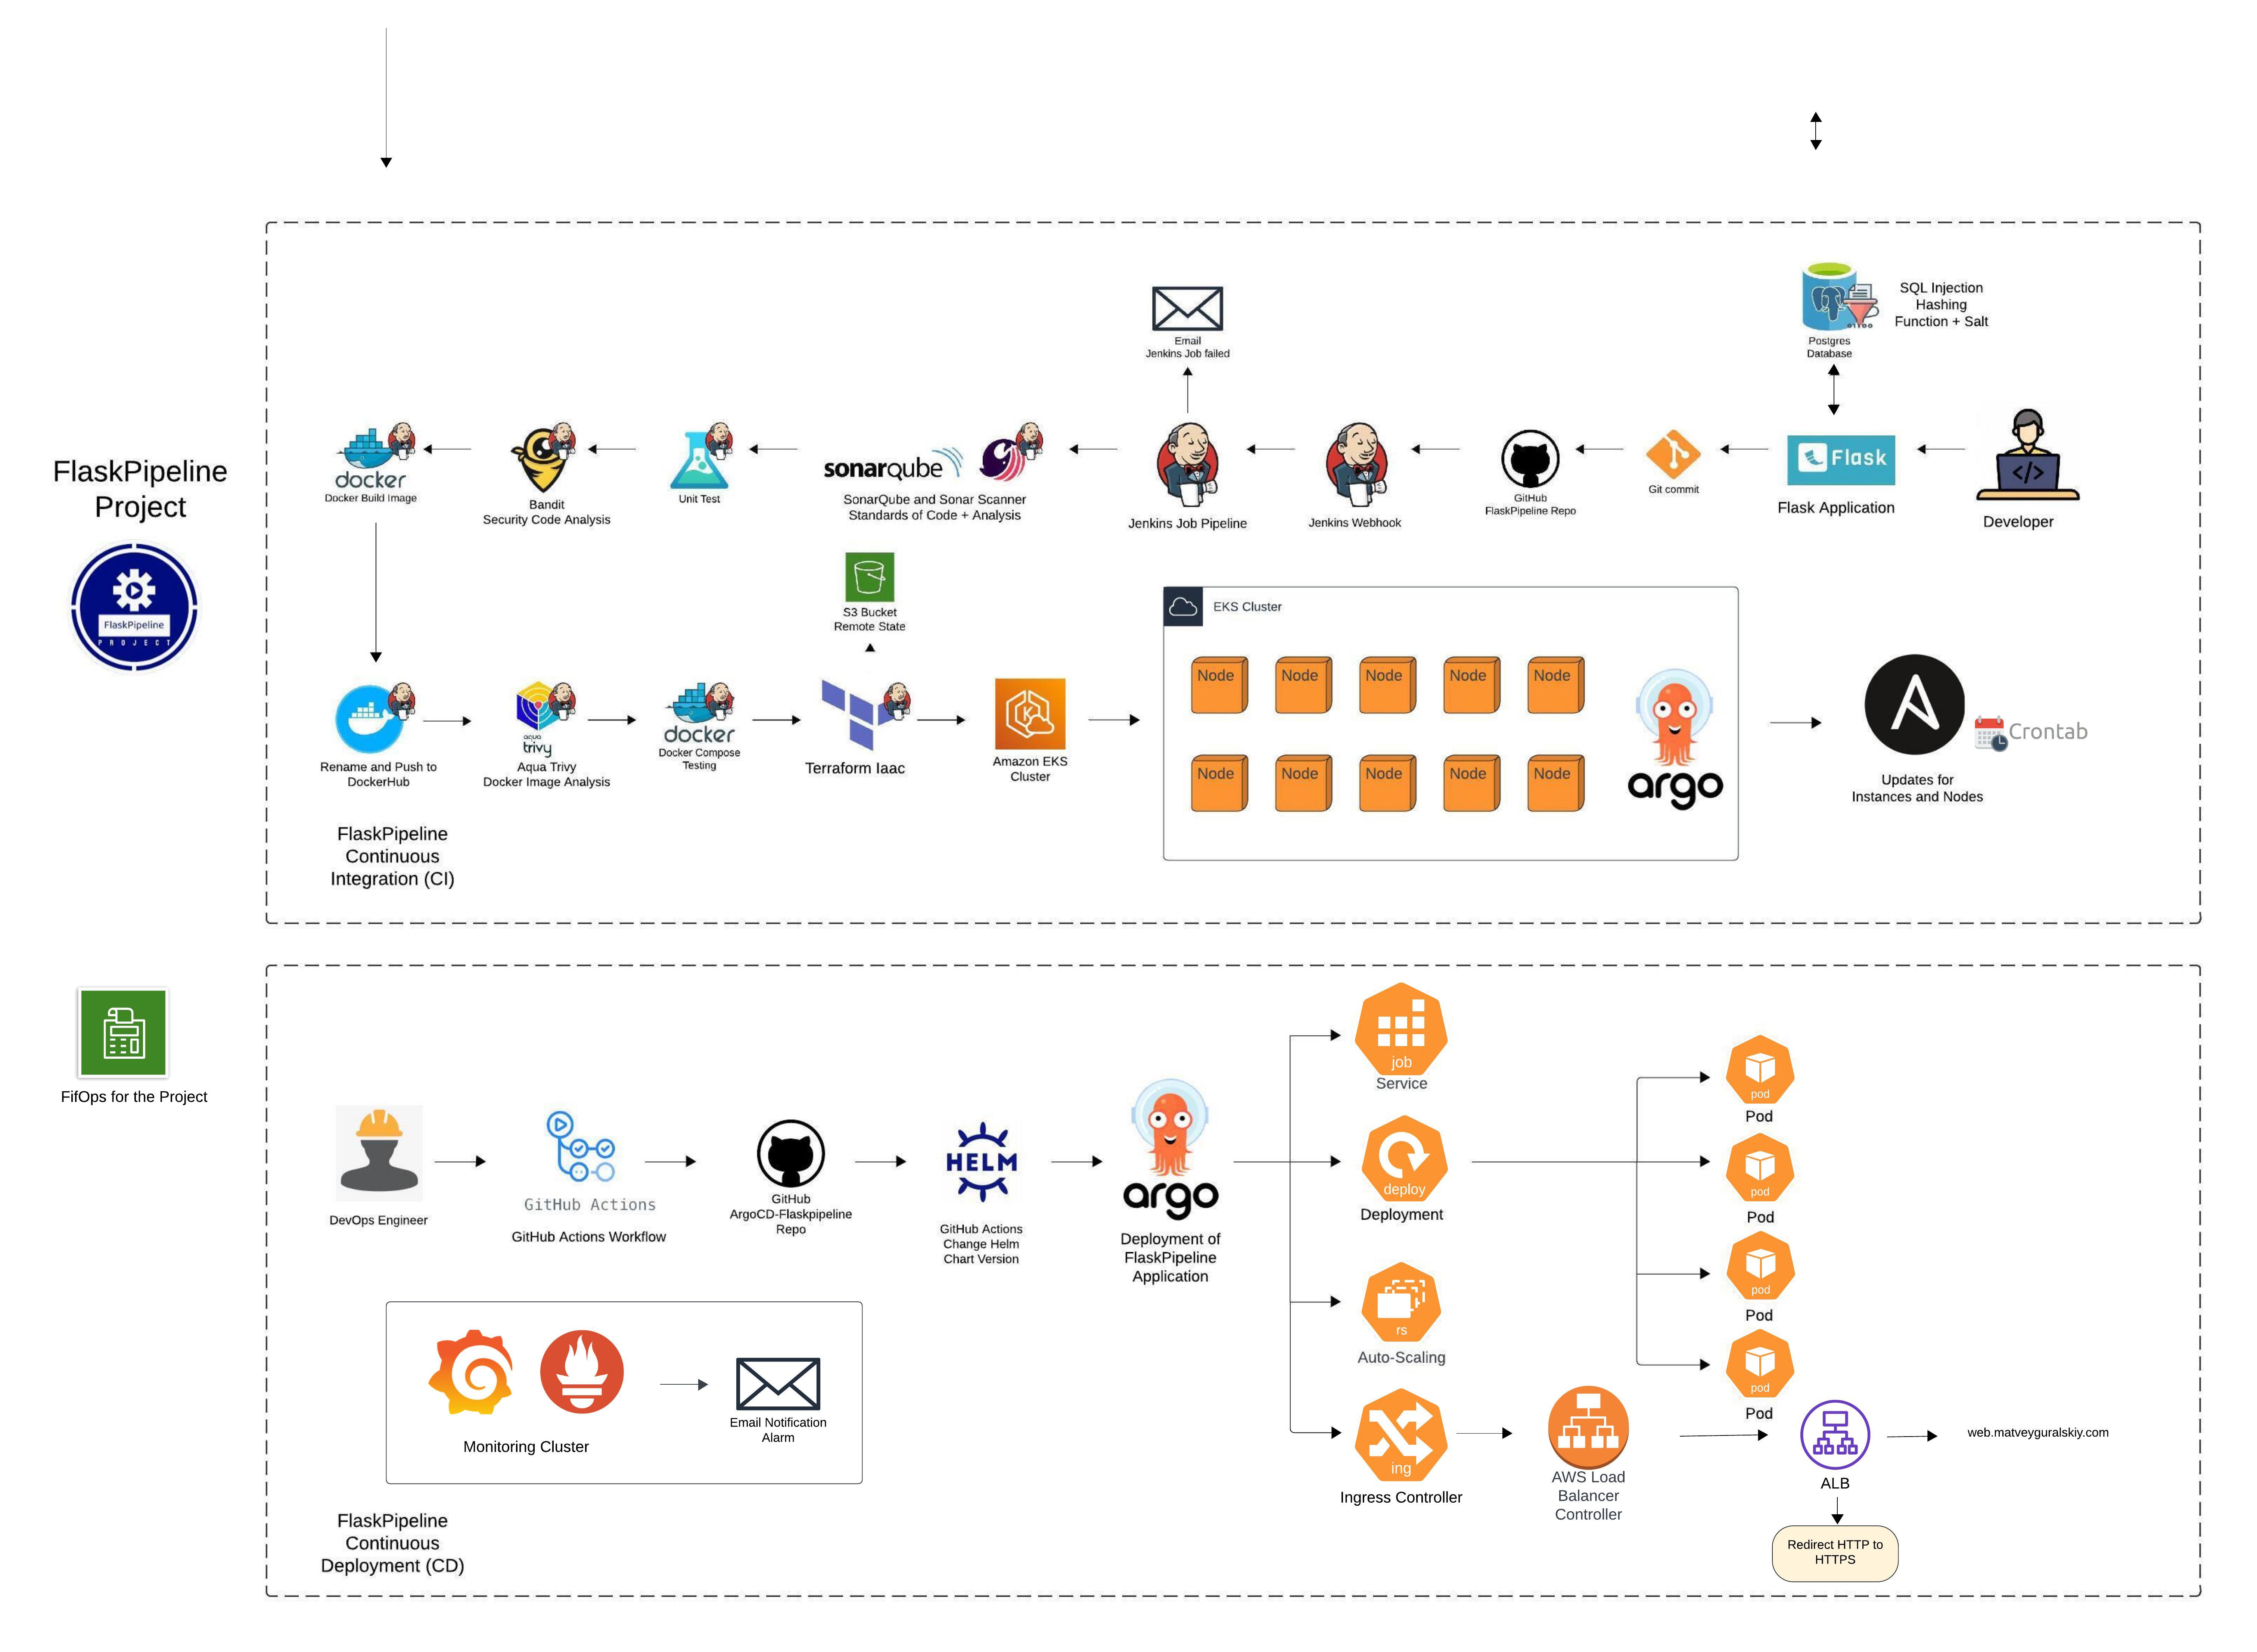 SQL Injection
Hashing
Function + Salt
Postgres
Database
Email
Jenkins Job failed
FlaskPipeline
Project
FlaskPipeline
PROJECT
docker
Docker Build Image
Bandit
Security Code Analysis
Unit Test
sonarqube
SonarQube and Sonar Scanner
Standards of Code + Analysis
Jenkins Job Pipeline
Jenkins Webhook
GitHub
FlaskPipeline Repo
Git commit
Flask
Flask Application
</>
Developer
S3 Bucket
Remote State
EKS Cluster
Node
Node
Node
Node
Node
Node
Node
Node
Node
Node
argo
Rename and Push to
DockerHub
aqua
trivy
Aqua Trivy
Docker Image Analysis
docker
Docker Compose
Testing
Terraform Iaac
K
Amazon EKS
Cluster
Crontab
Updates for
Instances and Nodes
FlaskPipeline
Continuous
Integration (CI)
FifOps for the Project
DevOps Engineer
GitHub Actions
GitHub Actions Workflow
GitHub
ArgoCD-Flaskpipeline
Repo
HELM
GitHub Actions
Change Helm
Chart Version
argo
Deployment of
FlaskPipeline
Application
job
Service
deploy
Deployment
rs
Auto-Scaling
ing
Ingress Controller
pod
Pod
pod
Pod
pod
Pod
pod
Pod
AWS Load
Balancer
Controller
ALB
web.matveyguralskiy.com
Redirect HTTP to
HTTPS
Monitoring Cluster
Email Notification
Alarm
FlaskPipeline
Continuous
Deployment (CD)